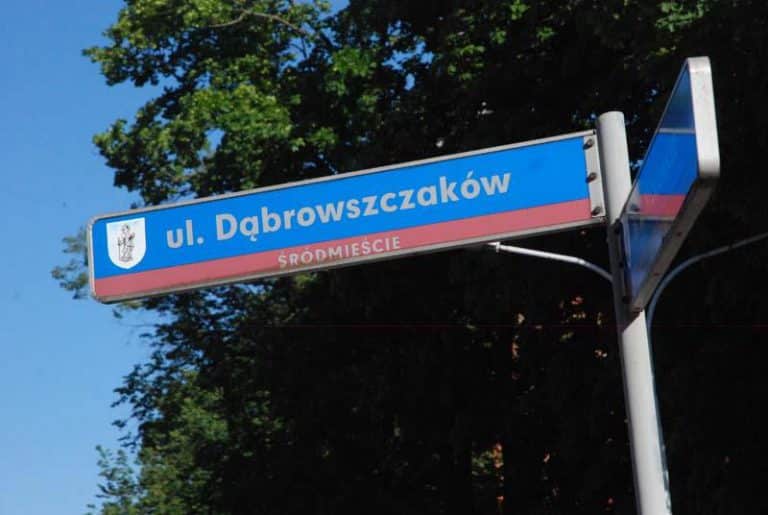 ul. Dąbrowszczaków
ŚRÓDMIEŚCIE